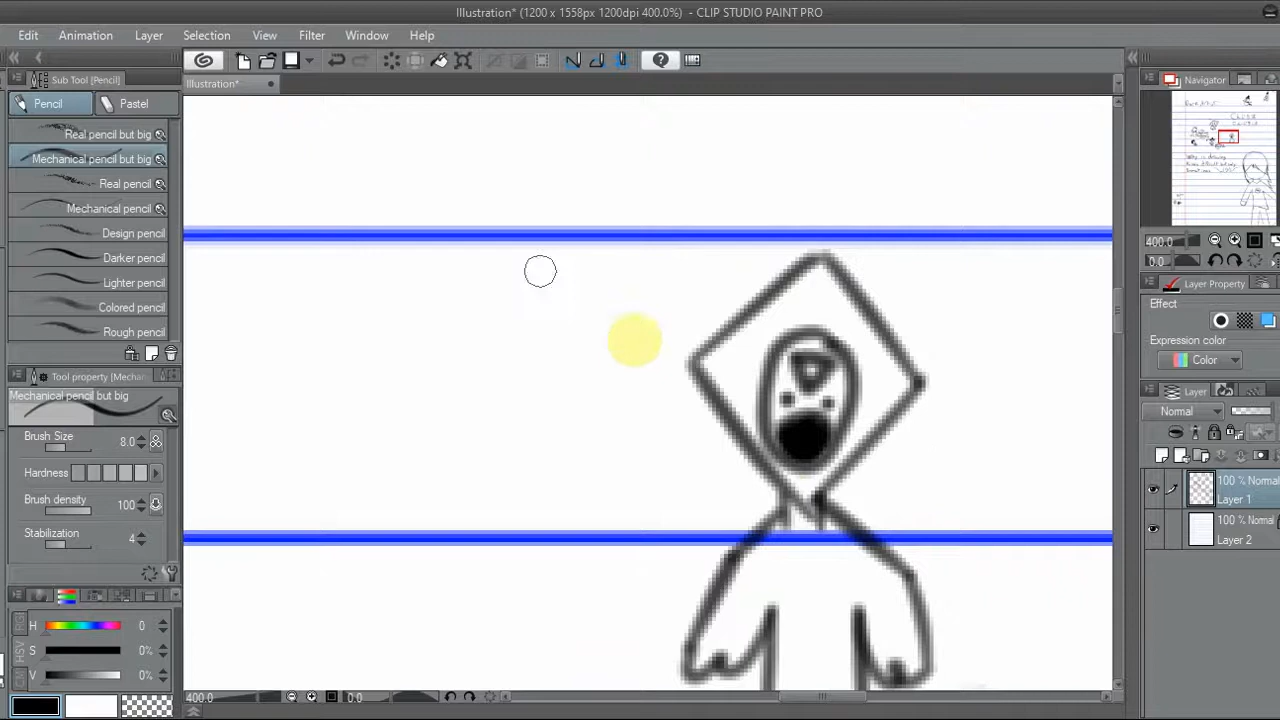 Illustration* (1200 x 1558px 1200dpi 400.0%) - CLIP STUDIO PAINT PRO
Edit Animation Layer Selection View Filter Window Help
Sub Tool [Pencil]
Illustration*
Navigator
Pencil Pastel
Real pencil but big
Mechanical pencil but big
Real pencil
Mechanical pencil
Design pencil
Darker pencil
Lighter pencil
Colored pencil
Rough pencil
Tool property [Mechan
Mechanical pencil but big
Brush Size 8.0
Hardness
Brush density 100
Stabilization 4
H 0
S 0%
V 0%
400.0 0.0
400.0
0.0
Layer Property
Effect
Expression color
Color
Layer
Normal
100 % Normal
Layer 1
100 % Normal
Layer 2